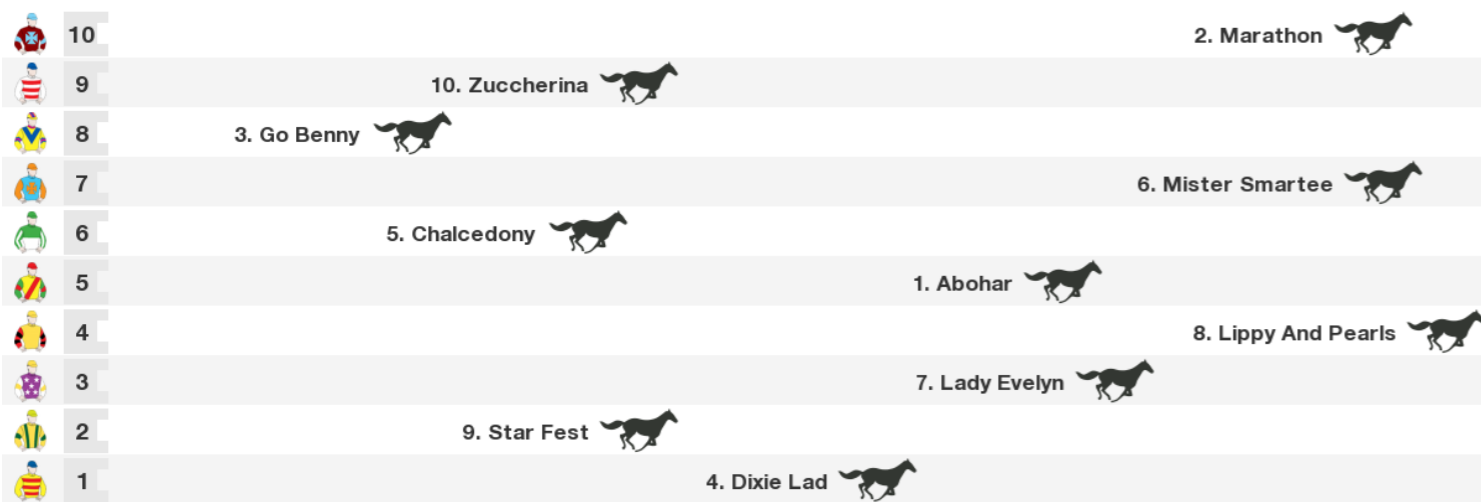 10 2. Marathon
9 10. Zuccherina
8 3. Go Benny
7 6. Mister Smartee
6 5. Chalcedony
5 1. Abohar
4 8. Lippy And Pearls
3 7. Lady Evelyn
2 9. Star Fest
1 4. Dixie Lad